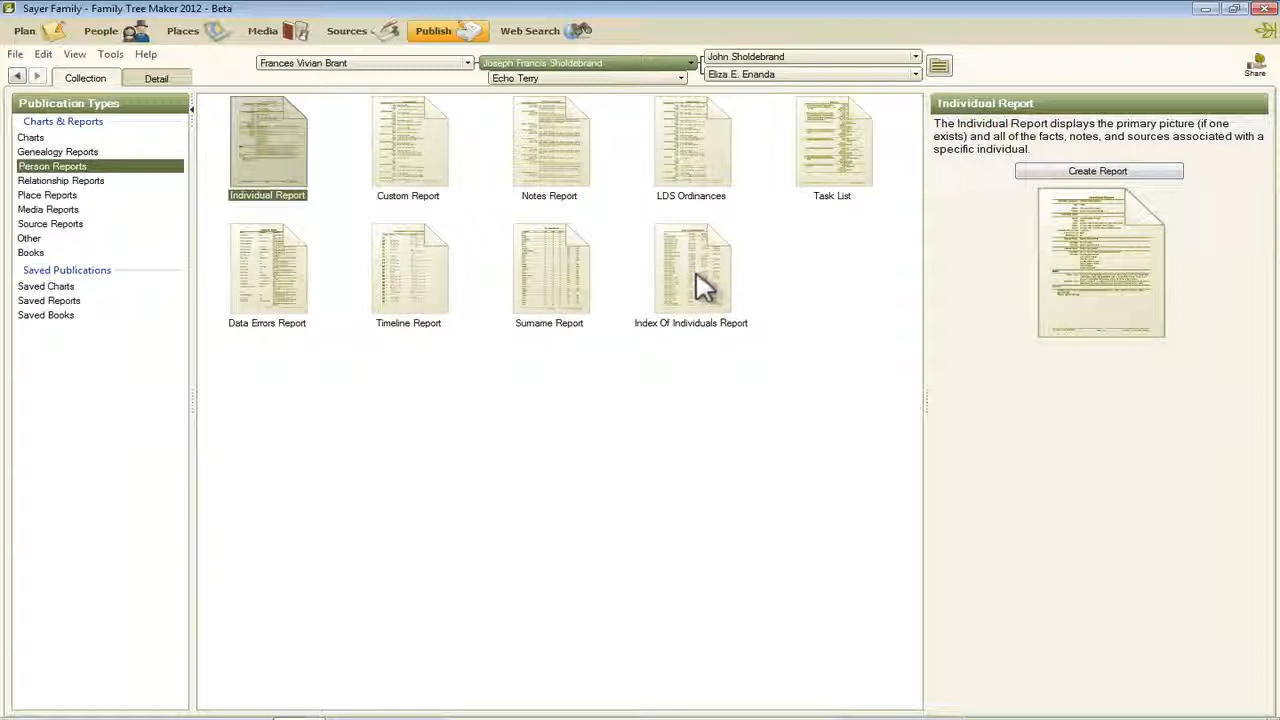 Sayer Family - Family Tree Maker 2012 - Beta
Plan People Places Media Sources Publish Web Search
File Edit View Tools Help
Frances Vivian Brant
Joseph Francis Sholdebrand
Echo Terry
John Sholdebrand
Eliza E. Enanda
Share
Collection Detail
Publication Types
Charts & Reports
Charts
Genealogy Reports
Person Reports
Relationship Reports
Place Reports
Media Reports
Source Reports
Other
Books
Saved Publications
Saved Charts
Saved Reports
Saved Books
Individual Report
Custom Report
Notes Report
LDS Ordinances
Task List
Data Errors Report
Timeline Report
Surname Report
Index Of Individuals Report
Individual Report
The Individual Report displays the primary picture (if one
exists) and all of the facts, notes, and sources associated with a
specific individual.
Create Report